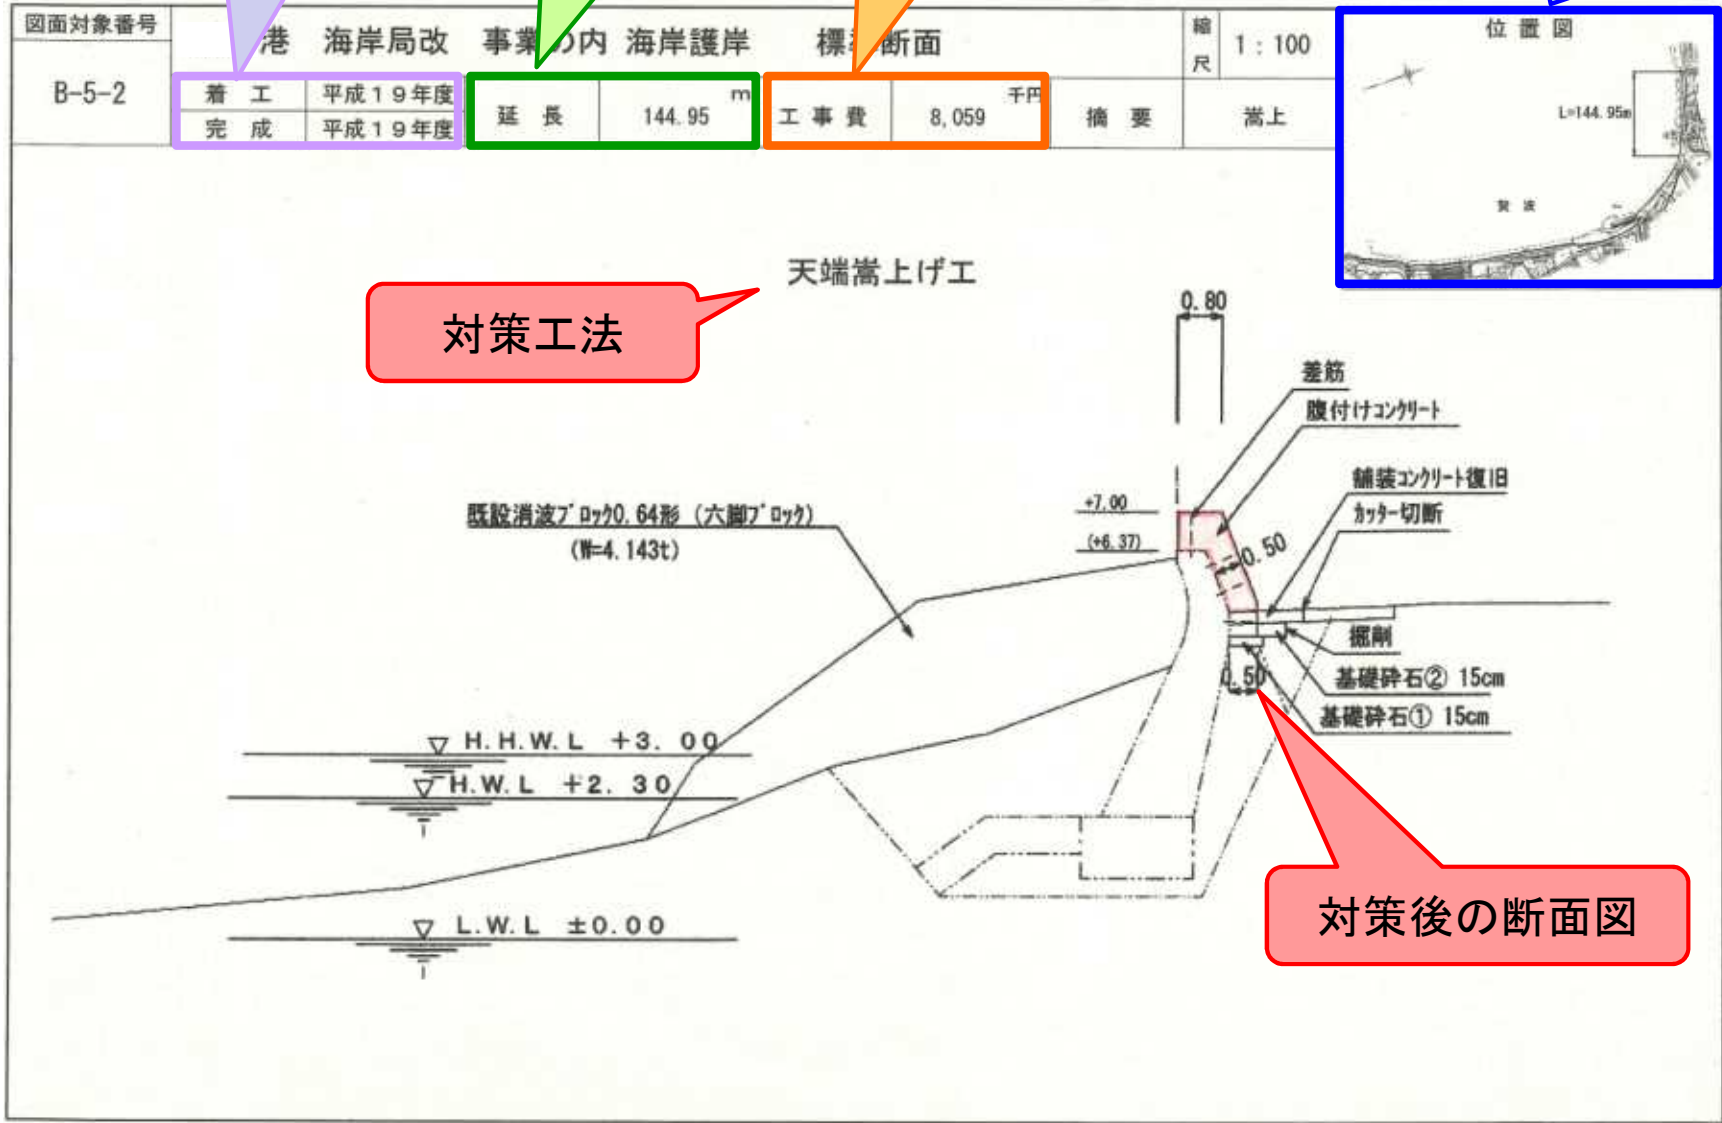 図面対象番号
B-5-2
港 海岸局改 事業の内 海岸護岸 標準断面
縮尺
1：100
着 工 平成19年度
完 成 平成19年度
延 長 144.95 m
工事費 8,059 千円
摘 要 嵩上
位置図
L=144.95m
天端嵩上げ工
対策工法
0.80
差筋
腹付けコンクリート
舗装コンクリート復旧
カッター切断
+7.00
(+6.37)
0.50
既設消波ブロック0.64形（六脚ブロック）
(W=4.143t)
掘削
基礎砕石② 15cm
基礎砕石① 15cm
0.50
H.H.W.L +3.00
H.W.L +2.30
L.W.L ±0.00
対策後の断面図